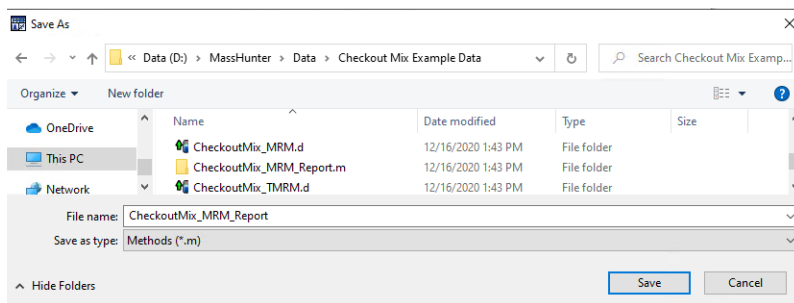 Save As
« Data (D:) › MassHunter › Data › Checkout Mix Example Data
Search Checkout Mix Examp...
Organize
New folder
Name Date modified Type Size
OneDrive
This PC
Network
CheckoutMix_MRM.d 12/16/2020 1:43 PM File folder
CheckoutMix_MRM_Report.m 12/16/2020 1:43 PM File folder
CheckoutMix_TMRM.d 12/16/2020 1:43 PM File folder
File name: CheckoutMix_MRM_Report
Save as type: Methods (*.m)
Hide Folders
Save
Cancel